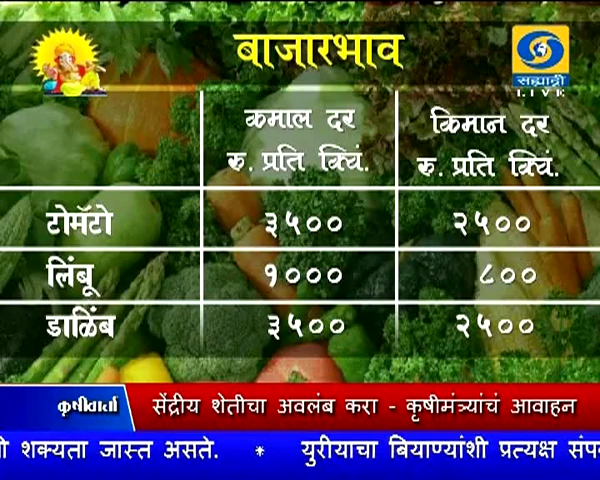 बाजारभाव
सह्याद्री
LIVE
कमाल दर
रु. प्रति क्विं.
किमान दर
रु. प्रति क्विं.
टोमॅटो ३५०० २५००
लिंबू १००० ८००
डाळिंब ३५०० २५००
कृषीवार्ता सेंद्रीय शेतीचा अवलंब करा - कृषीमंत्र्यांचं आवाहन
शक्यता जास्त असते. * युरीयाचा बियाण्यांशी प्रत्यक्ष